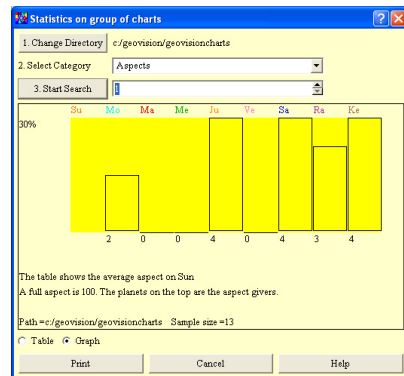 Statistics on group of charts
1. Change Directory c:/geovision/geovisioncharts
2. Select Category Aspects
3. Start Search 1
Su Mo Ma Me Ju Ve Sa Ra Ke
30%
2 0 0 4 0 4 3 4
The table shows the average aspect on Sun
A full aspect is 100. The planets on the top are the aspect givers.
Path =c:/geovision/geovisioncharts Sample size =13
Table Graph
Print Cancel Help